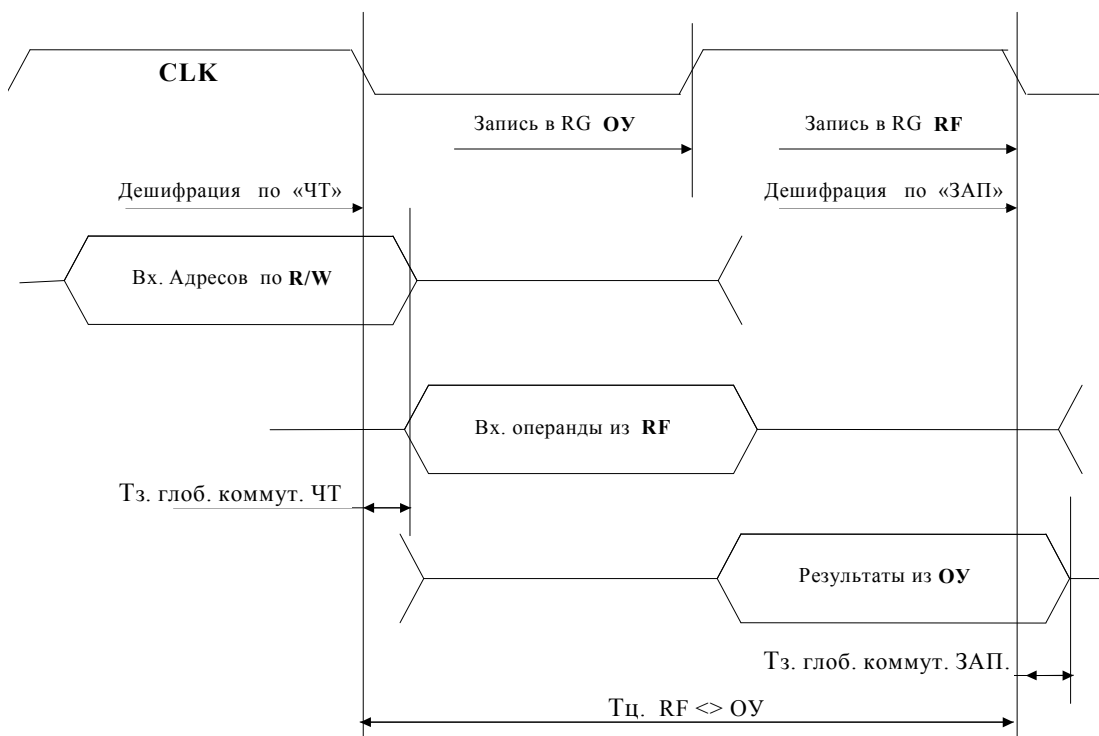 CLK
Запись в RG ОУ
Запись в RG RF
Дешифрация по «ЧТ»
Дешифрация по «ЗАП»
Вх. Адресов по R/W
Вх. операнды из RF
Тз. глоб. коммут. ЧТ
Результаты из ОУ
Тз. глоб. коммут. ЗАП.
Тц. RF <> ОУ